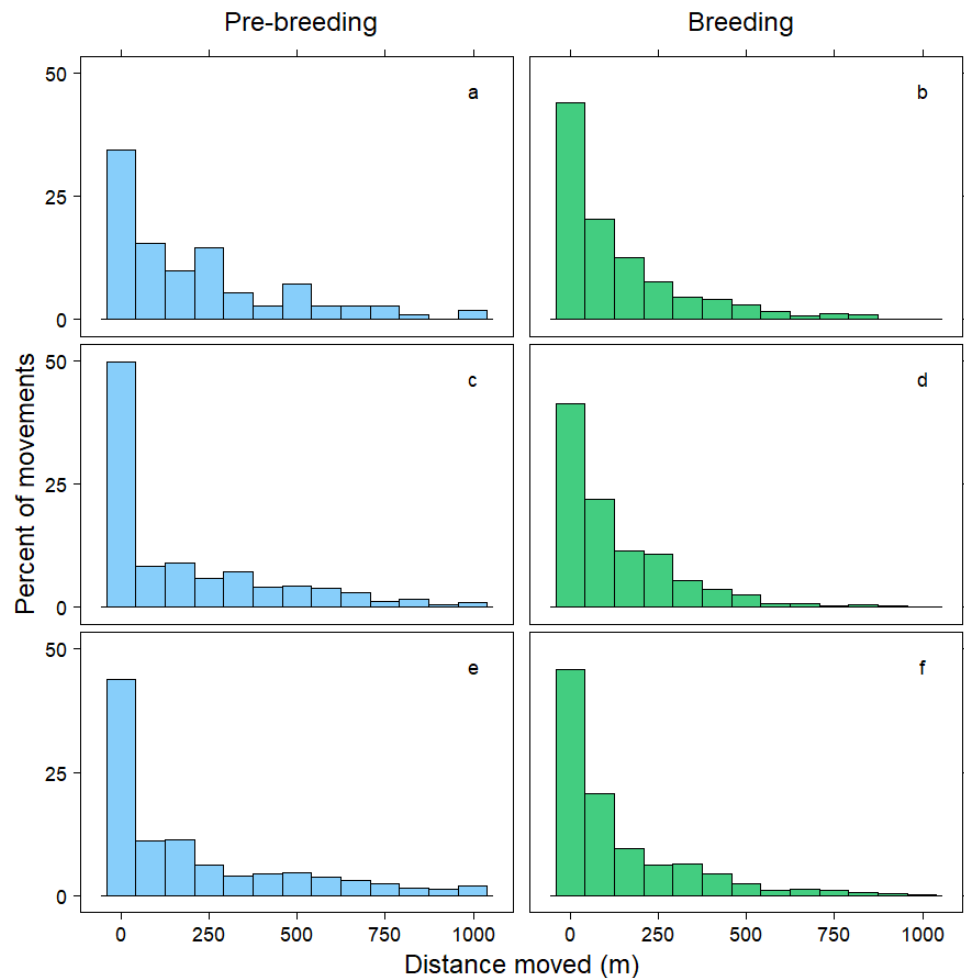 Pre-breeding Breeding
50
a
b
25
0
50
c
d
Percent of movements
25
0
50
e
f
25
0
0 250 500 750 1000 0 250 500 750 1000
Distance moved (m)